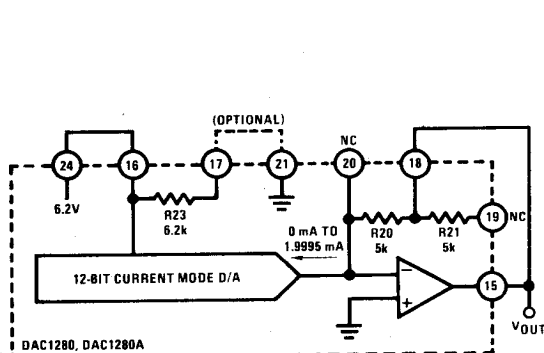 (OPTIONAL)
24
16
17
21
NC
20
18
6.2V
R23
6.2k
0 mA TO
1.9995 mA
R20
5k
R21
5k
19
NC
12-BIT CURRENT MODE D/A
−
+
15
VOUT
DAC1280, DAC1280A